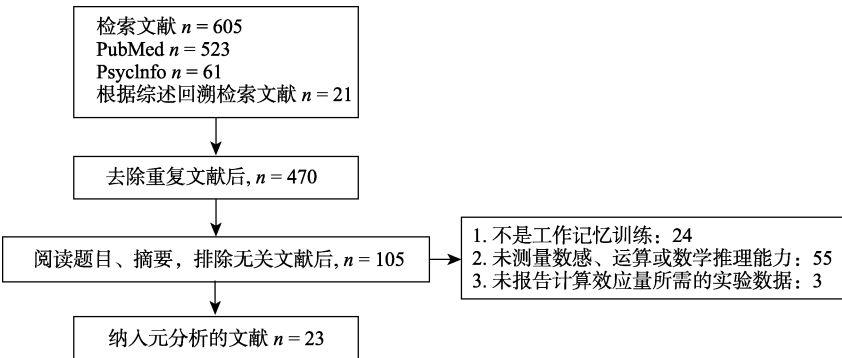 检索文献 n = 605
PubMed n = 523
PsycInfo n = 61
根据综述回溯检索文献 n = 21
去除重复文献后, n = 470
阅读题目、摘要，排除无关文献后, n = 105
1. 不是工作记忆训练：24
2. 未测量数感、运算或数学推理能力：55
3. 未报告计算效应量所需的实验数据：3
纳入元分析的文献 n = 23